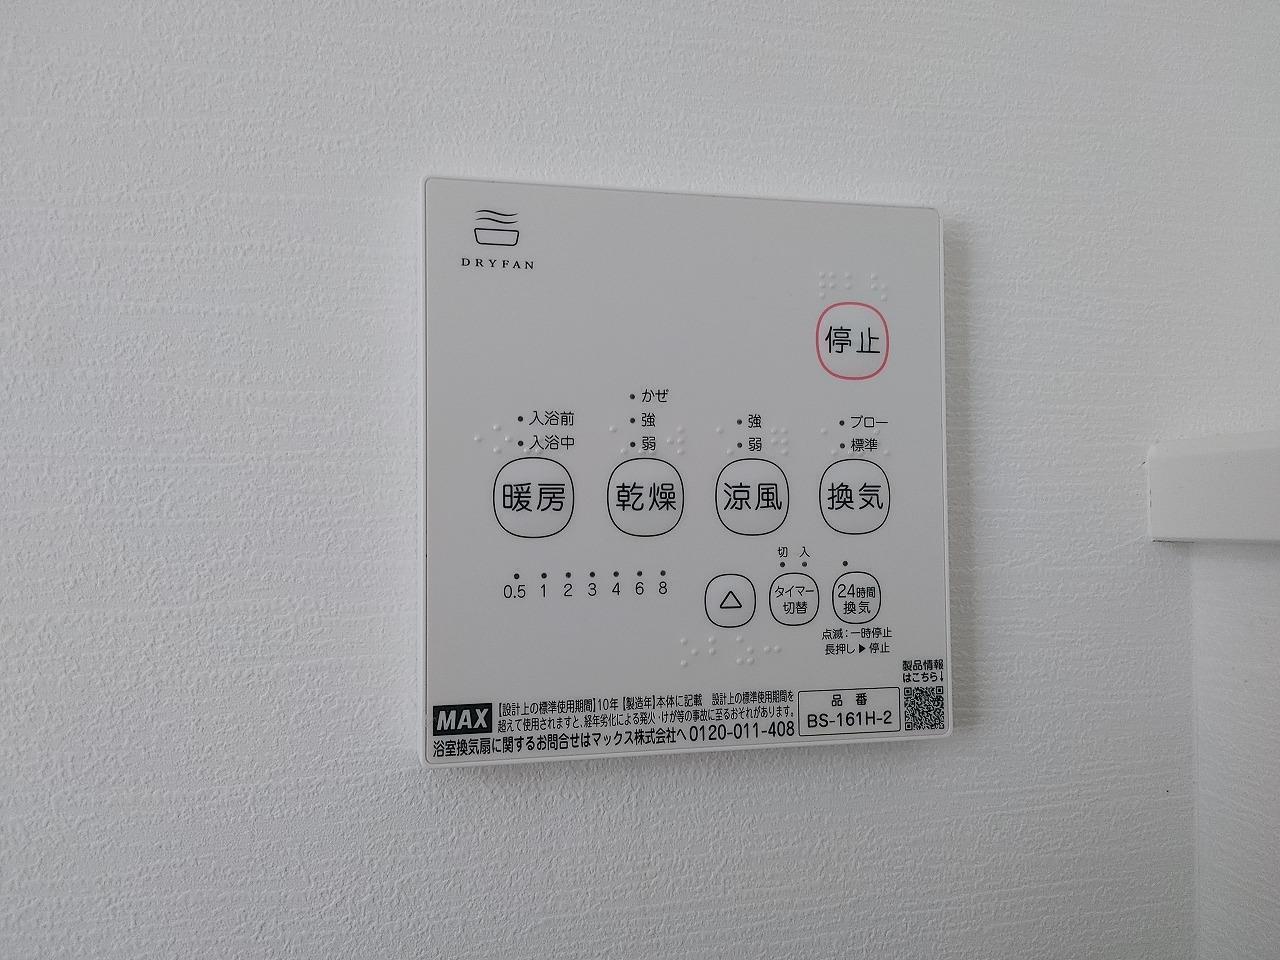 DRYFAN
停止
かぜ
入浴前 強 強 ブロー
入浴中 弱 弱 標準
暖房 乾燥 涼風 換気
切 入
0.5 1 2 3 4 6 8
△ タイマー切替 24時間換気
点滅:一時停止
長押し▶停止
製品情報
はこちら↓
MAX
【設計上の標準使用期間】10年【製造年】本体に記載 設計上の標準使用期間を
超えて使用されますと、経年劣化による発火・けが等の事故に至るおそれがあります。
浴室換気扇に関するお問合せはマックス株式会社へ 0120-011-408
品番
BS-161H-2